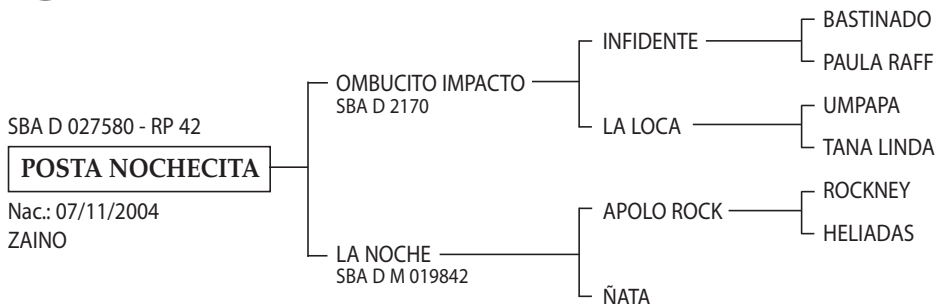 SBA D 027580 - RP 42
POSTA NOCHECITA
Nac.: 07/11/2004
ZAINO
OMBUCITO IMPACTO
SBA D 2170
LA NOCHE
SBA D M 019842
INFIDENTE
LA LOCA
APOLO ROCK
ÑATA
BASTINADO
PAULA RAFF
UMPAPA
TANA LINDA
ROCKNEY
HELIADAS